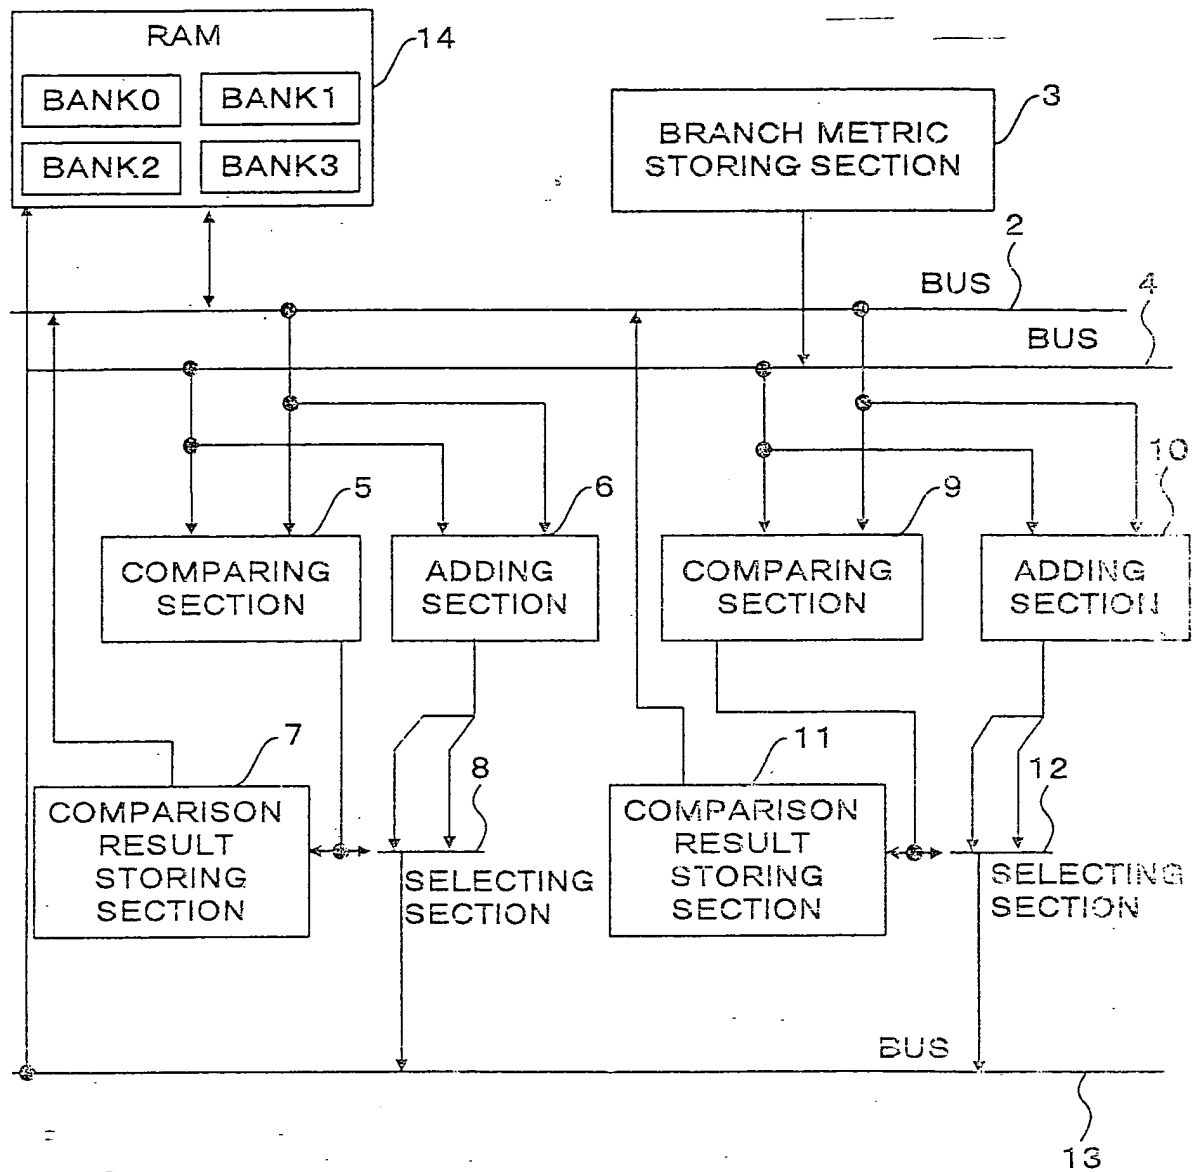 RAM
14
BANK0
BANK1
BANK2
BANK3
BRANCH METRIC
STORING SECTION
3
2
BUS
4
BUS
5
6
9
10
COMPARING
SECTION
ADDING
SECTION
COMPARING
SECTION
ADDING
SECTION
7
8
11
12
COMPARISON
RESULT
STORING
SECTION
SELECTING
SECTION
COMPARISON
RESULT
STORING
SECTION
SELECTING
SECTION
BUS
13